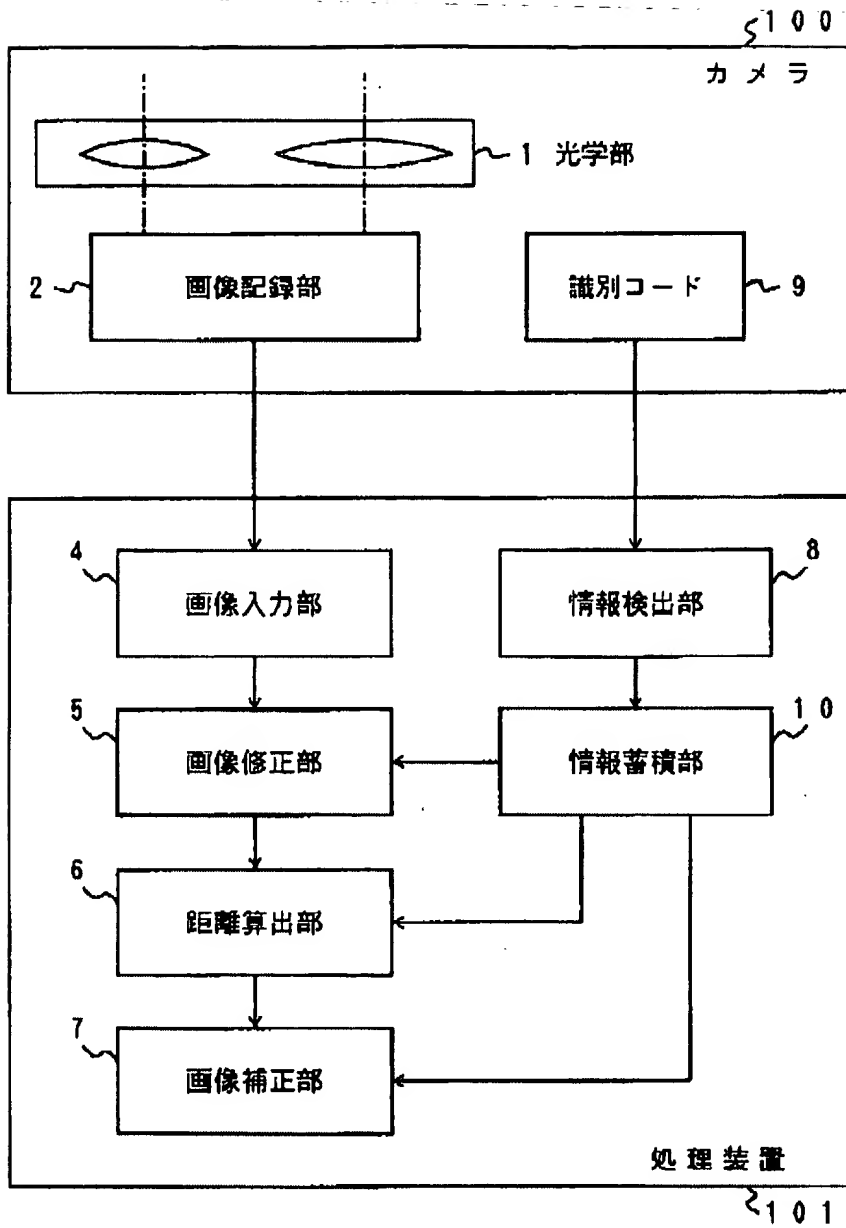 100
カメラ
1 光学部
2
画像記録部
識別コード
9
4
画像入力部
8
情報検出部
5
画像修正部
10
情報蓄積部
6
距離算出部
7
画像補正部
処理装置
101